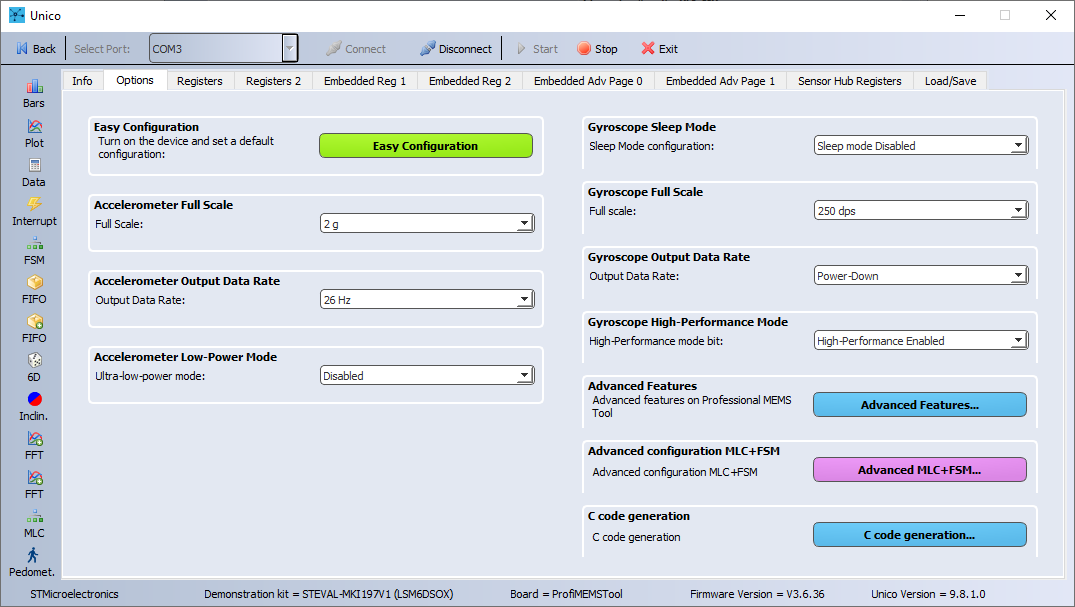 Unico
Back
Select Port:
COM3
Connect
Disconnect
Start
Stop
Exit
Info
Options
Registers
Registers 2
Embedded Reg 1
Embedded Reg 2
Embedded Adv Page 0
Embedded Adv Page 1
Sensor Hub Registers
Load/Save
Bars
Plot
Data
Interrupt
FSM
FIFO
FIFO
6D
Inclin.
FFT
FFT
MLC
Pedomet.
Easy Configuration
Turn on the device and set a default
configuration:
Easy Configuration
Accelerometer Full Scale
Full Scale:
2 g
Accelerometer Output Data Rate
Output Data Rate:
26 Hz
Accelerometer Low-Power Mode
Ultra-low-power mode:
Disabled
Gyroscope Sleep Mode
Sleep Mode configuration:
Sleep mode Disabled
Gyroscope Full Scale
Full scale:
250 dps
Gyroscope Output Data Rate
Output Data Rate:
Power-Down
Gyroscope High-Performance Mode
High-Performance mode bit:
High-Performance Enabled
Advanced Features
Advanced features on Professional MEMS
Tool
Advanced Features...
Advanced configuration MLC+FSM
Advanced configuration MLC+FSM
Advanced MLC+FSM...
C code generation
C code generation
C code generation...
STMicroelectronics
Demonstration kit = STEVAL-MKI197V1 (LSM6DSOX)
Board = ProfiMEMSTool
Firmware Version = V3.6.36
Unico Version = 9.8.1.0